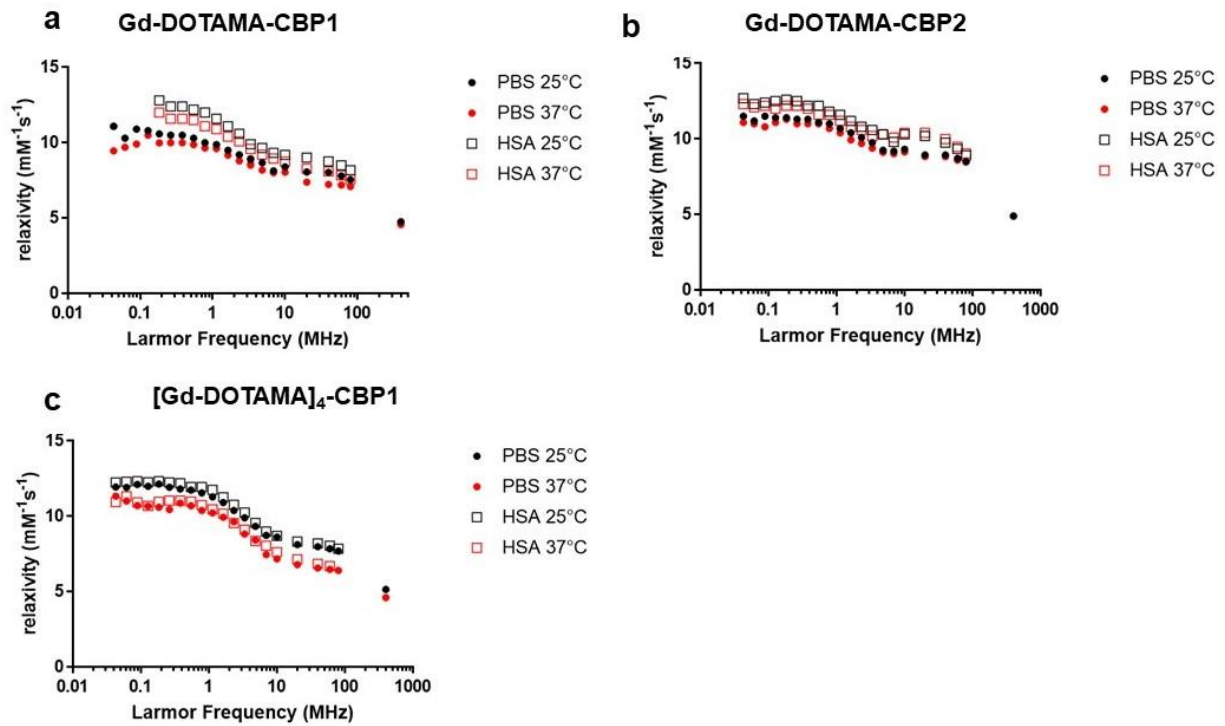 a
Gd-DOTAMA-CBP1
15
10
5
0
0.01
0.1
1
10
100
relaxivity (mM⁻¹s⁻¹)
Larmor Frequency (MHz)
PBS 25°C
PBS 37°C
HSA 25°C
HSA 37°C
b
Gd-DOTAMA-CBP2
15
10
5
0
0.01
0.1
1
10
100
1000
relaxivity (mM⁻¹s⁻¹)
Larmor Frequency (MHz)
PBS 25°C
PBS 37°C
HSA 25°C
HSA 37°C
c
[Gd-DOTAMA]₄-CBP1
15
10
5
0
0.01
0.1
1
10
100
1000
relaxivity (mM⁻¹s⁻¹)
Larmor Frequency (MHz)
PBS 25°C
PBS 37°C
HSA 25°C
HSA 37°C